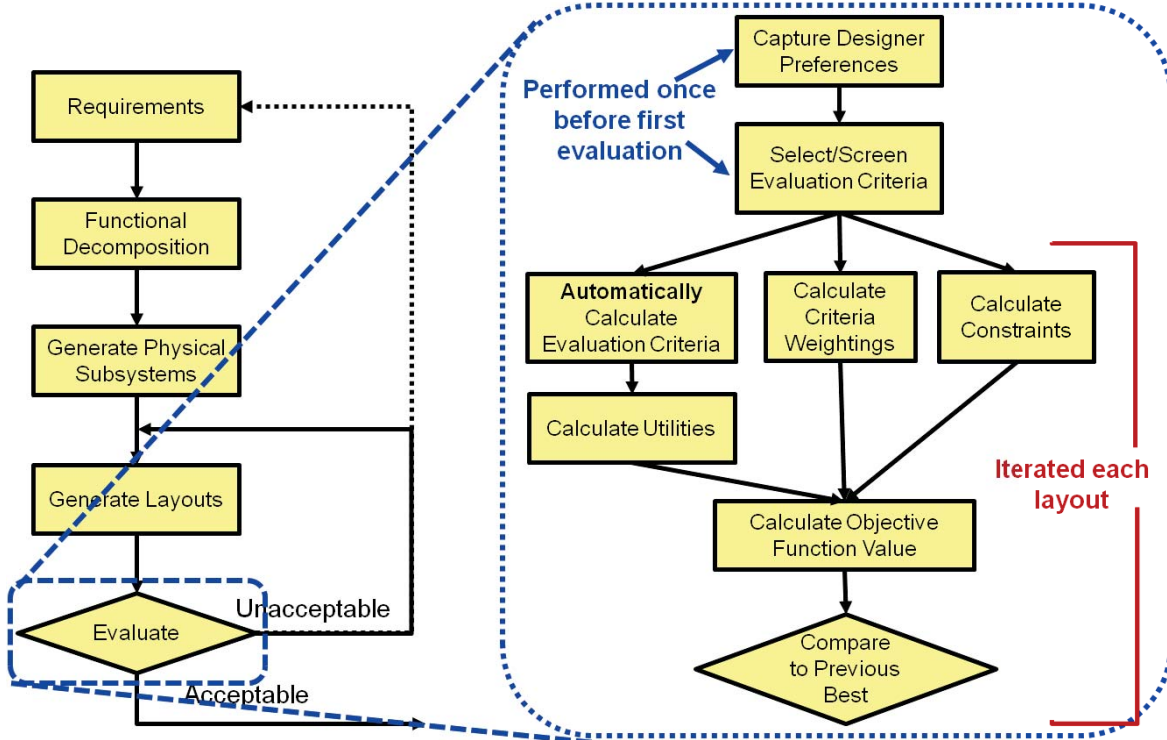 Requirements
Functional
Decomposition
Generate Physical
Subsystems
Generate Layouts
Evaluate
Unacceptable
Acceptable
Capture Designer
Preferences
Performed once
before first
evaluation
Select/Screen
Evaluation Criteria
Automatically
Calculate
Evaluation Criteria
Calculate
Criteria
Weightings
Calculate
Constraints
Calculate Utilities
Iterated each
layout
Calculate Objective
Function Value
Compare
to Previous
Best